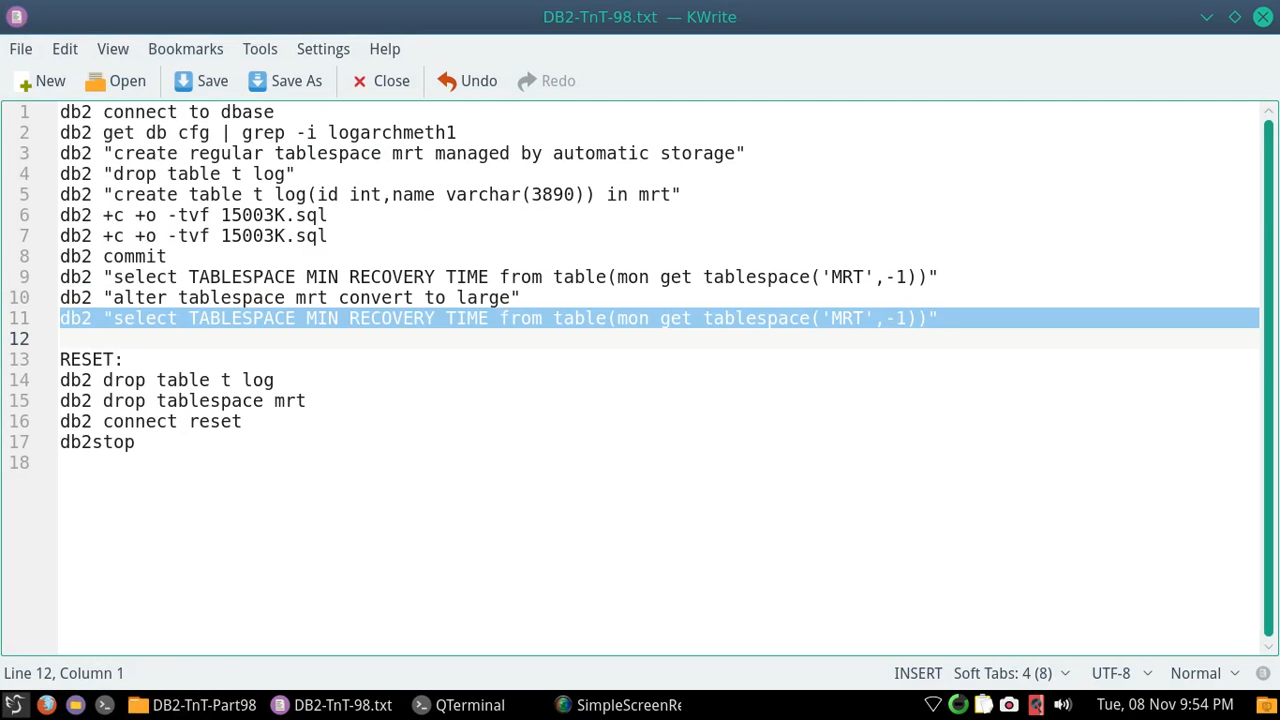 DB2-TnT-98.txt — KWrite
File Edit View Bookmarks Tools Settings Help
New Open Save Save As Close Undo Redo
1 db2 connect to dbase
2 db2 get db cfg | grep -i logarchmeth1
3 db2 "create regular tablespace mrt managed by automatic storage"
4 db2 "drop table t log"
5 db2 "create table t log(id int,name varchar(3890)) in mrt"
6 db2 +c +o -tvf 15003K.sql
7 db2 +c +o -tvf 15003K.sql
8 db2 commit
9 db2 "select TABLESPACE MIN RECOVERY TIME from table(mon get tablespace('MRT',-1))"
10 db2 "alter tablespace mrt convert to large"
11 db2 "select TABLESPACE MIN RECOVERY TIME from table(mon get tablespace('MRT',-1))"
12
13 RESET:
14 db2 drop table t log
15 db2 drop tablespace mrt
16 db2 connect reset
17 db2stop
18
Line 12, Column 1 INSERT Soft Tabs: 4 (8) UTF-8 Normal
DB2-TnT-Part98 DB2-TnT-98.txt QTerminal SimpleScreenRe Tue, 08 Nov 9:54 PM